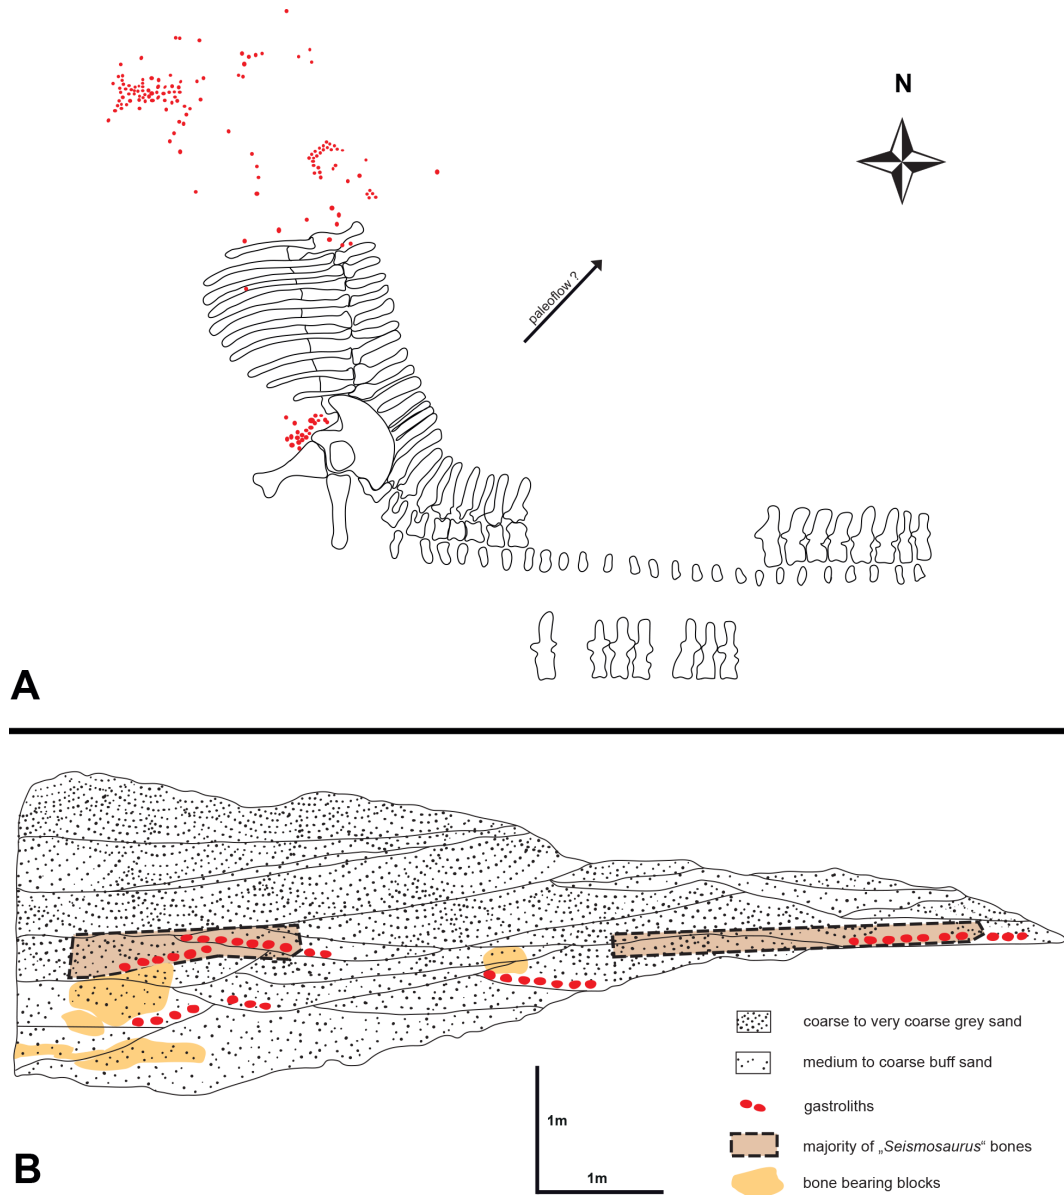 N
paleoflow ?
A
coarse to very coarse grey sand
medium to coarse buff sand
1m
gastroliths
majority of „Seismosaurus“ bones
1m
bone bearing blocks
B